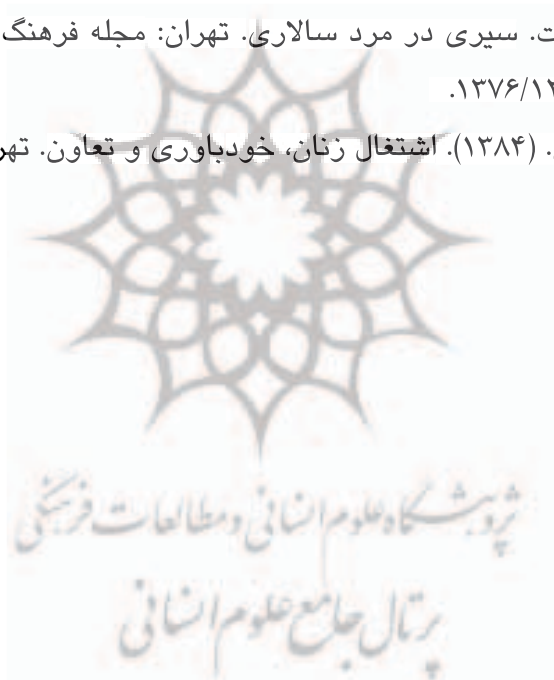 ت. سیری در مرد سالاری. تهران: مجله فرهنگ
۱۳۷۶/۱۲.
. (۱۳۸۴). اشتغال زنان، خودباوری و تعاون. تهر
پژوهشگاه علوم انسانی و مطالعات فرهنگی
پرتال جامع علوم انسانی